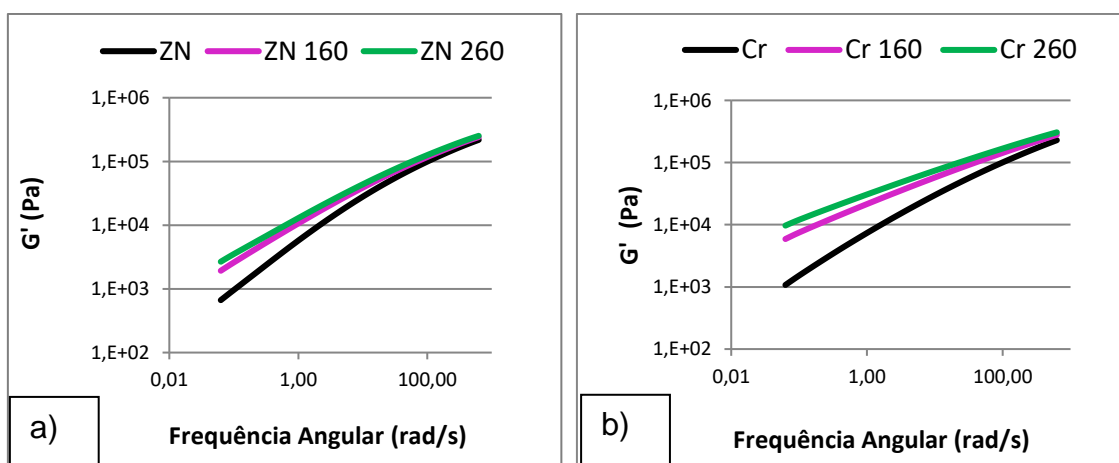 ZN ZN 160 ZN 260
1,E+06
1,E+05
1,E+04
1,E+03
1,E+02
G' (Pa)
0,01 1,00 100,00
Frequência Angular (rad/s)
a)
Cr Cr 160 Cr 260
1,E+06
1,E+05
1,E+04
1,E+03
1,E+02
G' (Pa)
0,01 1,00 100,00
Frequência Angular (rad/s)
b)